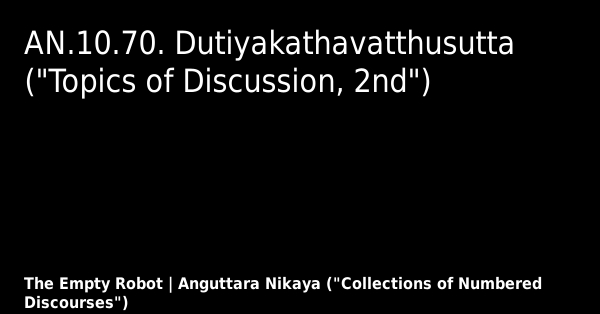 AN.10.70. Dutiyakathavatthusutta
("Topics of Discussion, 2nd")
The Empty Robot | Anguttara Nikaya ("Collections of Numbered
Discourses")